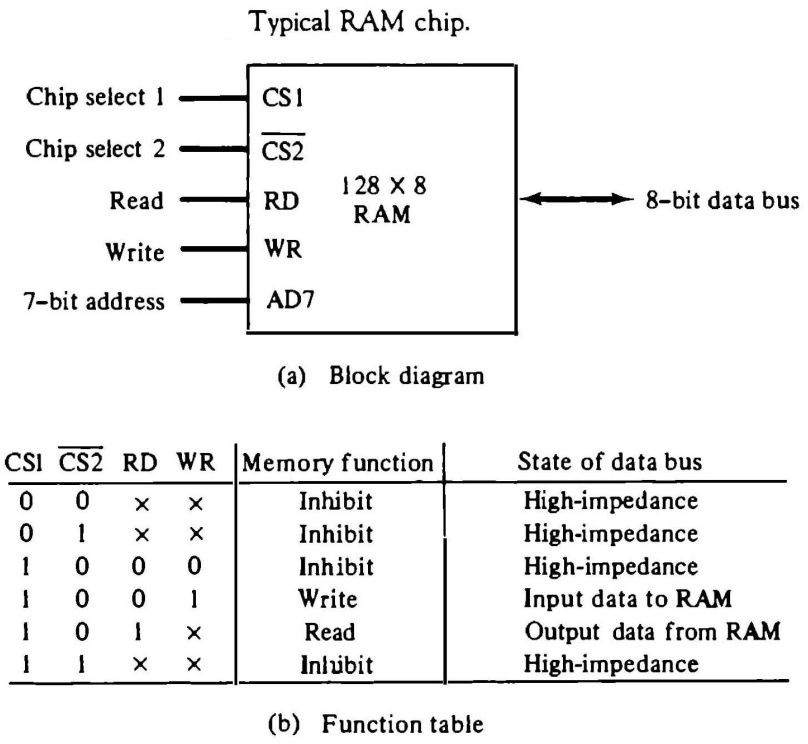 Typical RAM chip.
Chip select 1
CS1
Chip select 2
CS2
Read
RD
128 × 8
RAM
8-bit data bus
Write
WR
7-bit address
AD7
(a) Block diagram
CS1 CS2 RD WR Memory function State of data bus
0 0 × × Inhibit High-impedance
0 1 × × Inhibit High-impedance
1 0 0 0 Inhibit High-impedance
1 0 0 1 Write Input data to RAM
1 0 1 × Read Output data from RAM
1 1 × × Inhibit High-impedance
(b) Function table